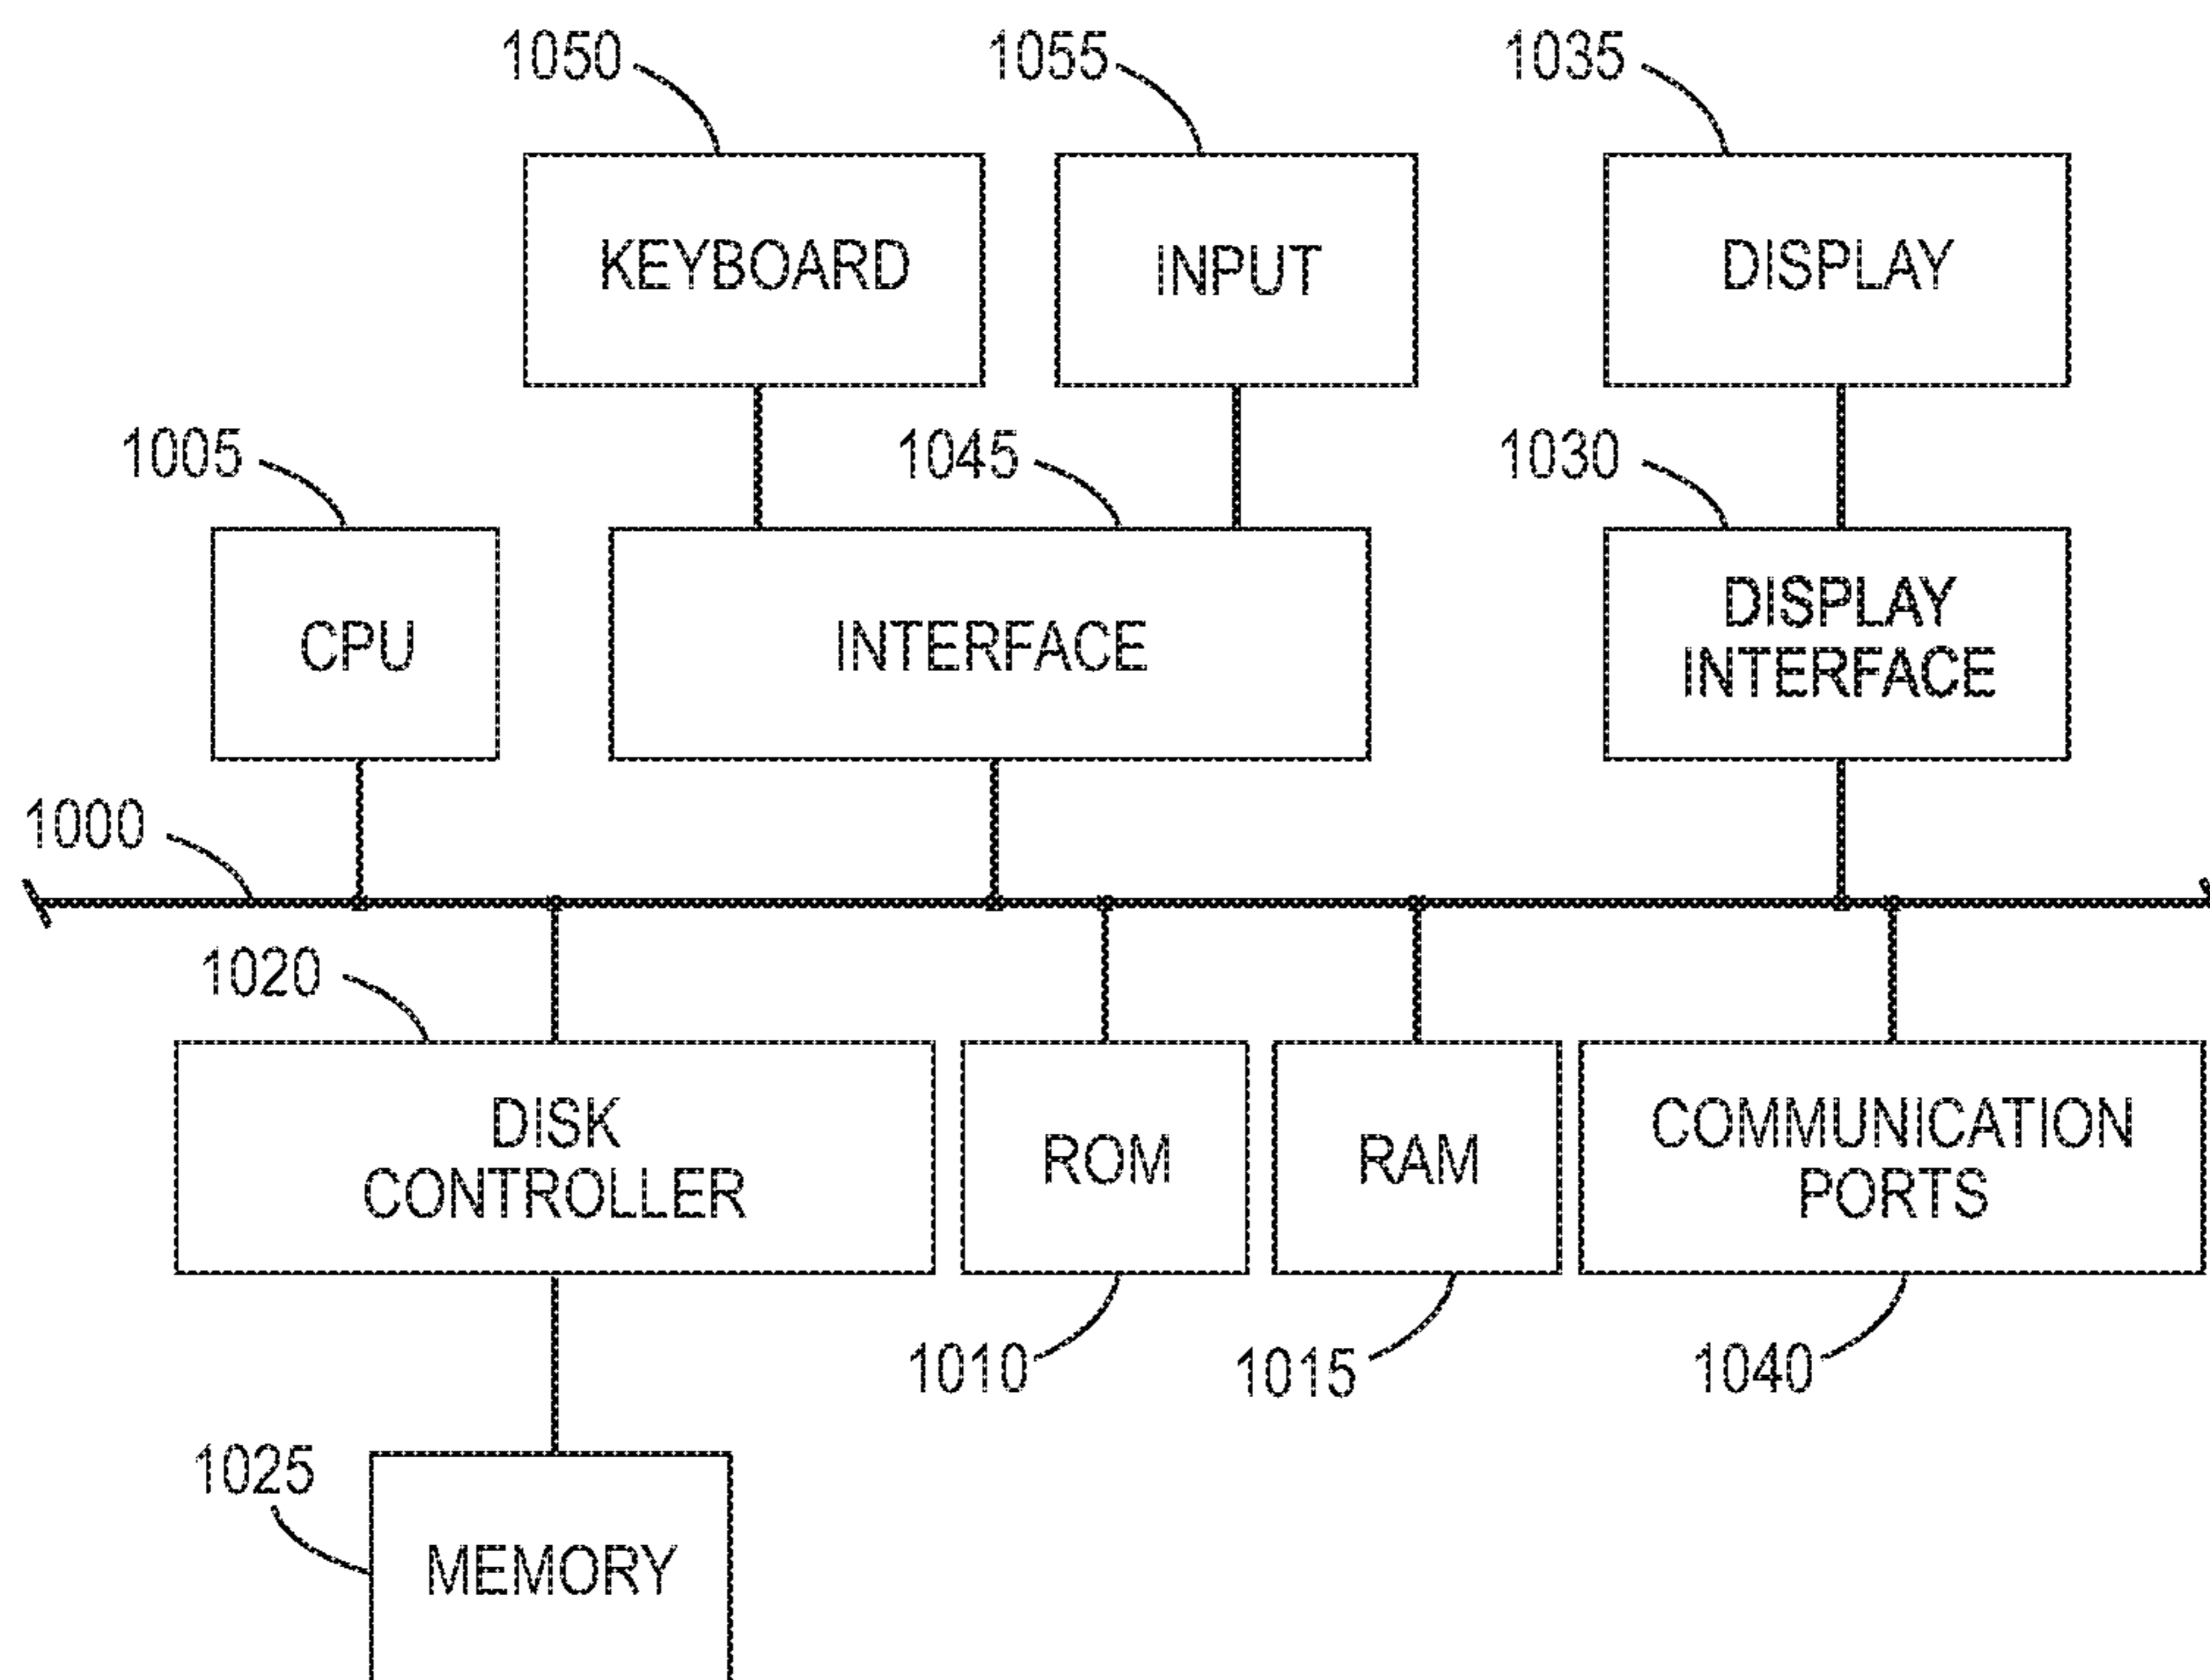 1050
1055
1035
KEYBOARD
INPUT
DISPLAY
1005
1045
1030
CPU
INTERFACE
DISPLAY
INTERFACE
1000
1020
DISK
CONTROLLER
ROM
RAM
COMMUNICATION
PORTS
1010
1015
1040
1025
MEMORY